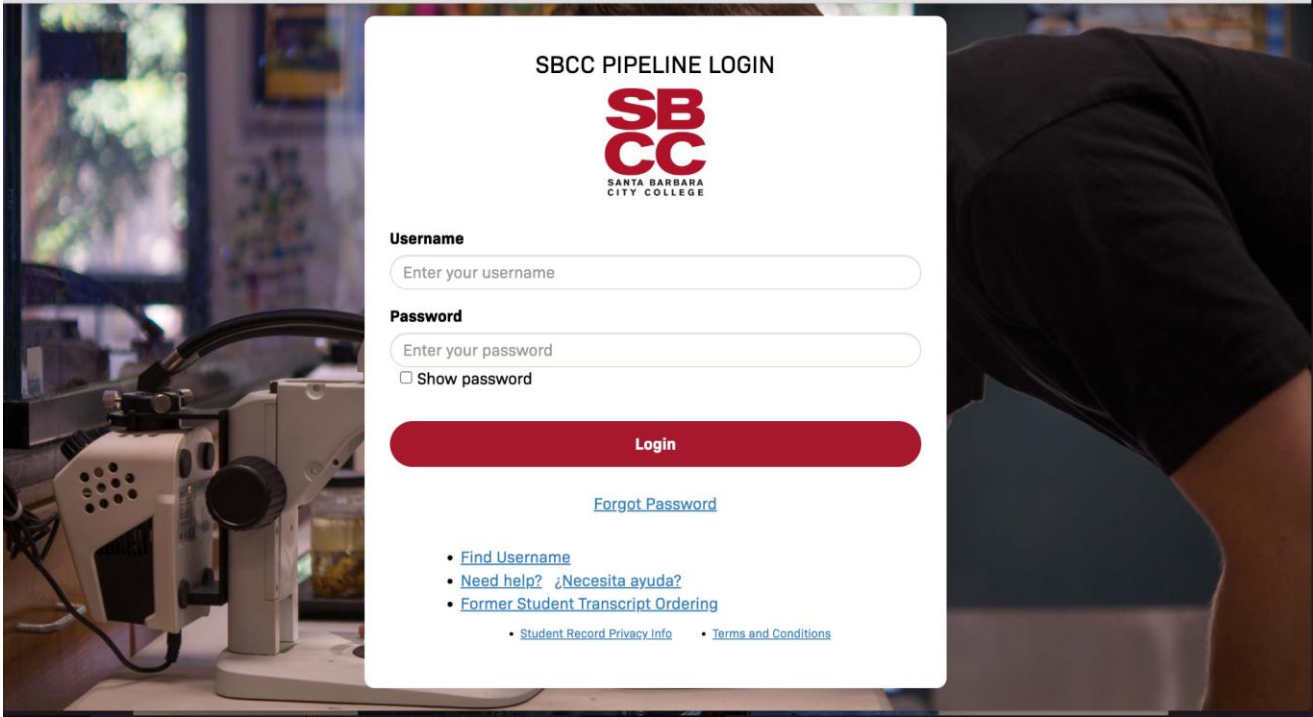 SBCC PIPELINE LOGIN
SB
CC
SANTA BARBARA
CITY COLLEGE
Username
Enter your username
Password
Enter your password
Show password
Login
Forgot Password
Find Username
Need help? ¿Necesita ayuda?
Former Student Transcript Ordering
Student Record Privacy Info Terms and Conditions